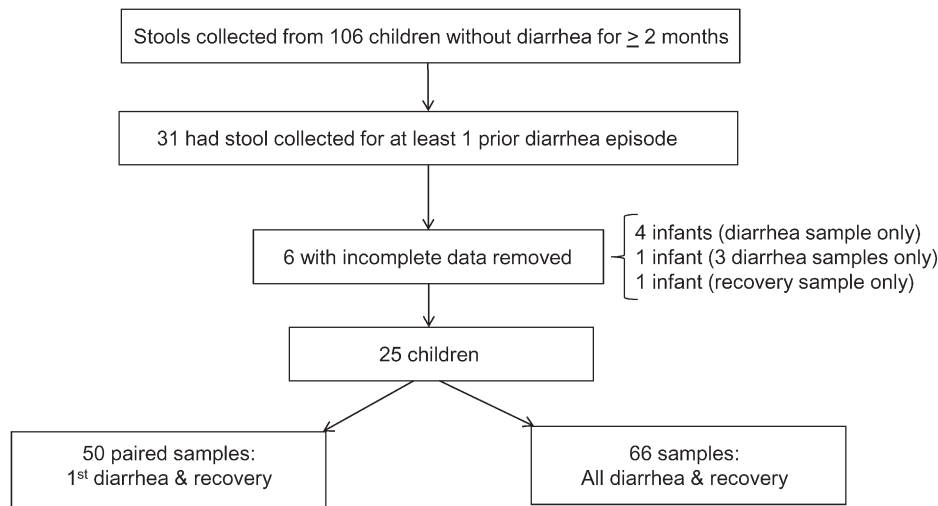 Stools collected from 106 children without diarrhea for ≥ 2 months
31 had stool collected for at least 1 prior diarrhea episode
6 with incomplete data removed
4 infants (diarrhea sample only)
1 infant (3 diarrhea samples only)
1 infant (recovery sample only)
25 children
50 paired samples:
1st diarrhea & recovery
66 samples:
All diarrhea & recovery